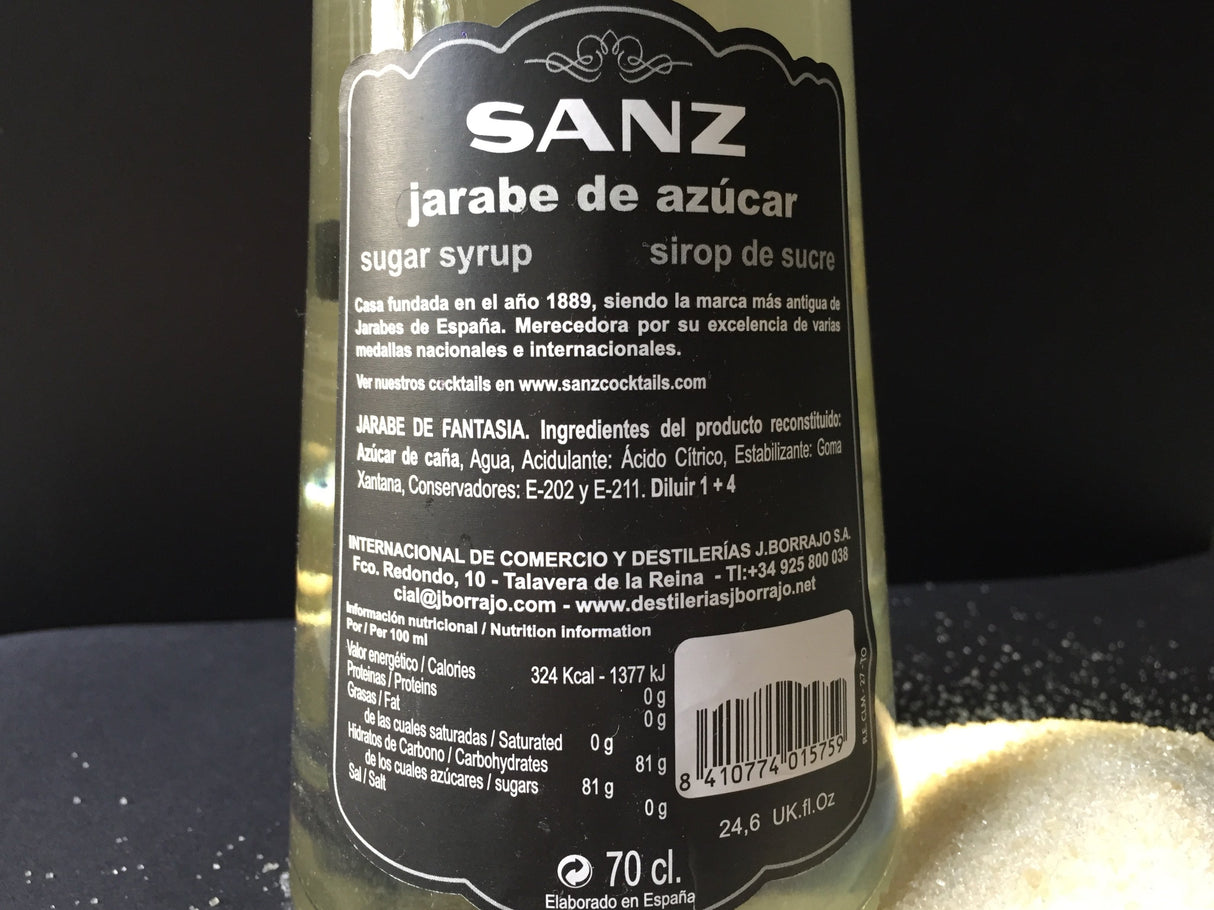 SANZ
jarabe de azúcar
sugar syrup sirop de sucre
Casa fundada en el año 1889, siendo la marca más antigua de
Jarabes de España. Merecedora por su excelencia de varias
medallas nacionales e internacionales.
Ver nuestros cocktails en www.sanzcocktails.com
JARABE DE FANTASIA. Ingredientes del producto reconstituido:
Azúcar de caña, Agua, Acidulante: Ácido Cítrico, Estabilizante: Goma
Xantana, Conservadores: E-202 y E-211. Diluir 1 + 4
INTERNACIONAL DE COMERCIO Y DESTILERÍAS J.BORRAJO S.A.
Fco. Redondo, 10 - Talavera de la Reina - Tl:+34 925 800 038
cial@jborrajo.com - www.destileriasjborrajo.net
Información nutricional / Nutrition information
Por / Per 100 ml
Valor energético / Calories 324 Kcal - 1377 kJ
Proteinas / Proteins 0 g
Grasas / Fat 0 g
de las cuales saturadas / Saturated 0 g
Hidratos de Carbono / Carbohydrates 81 g
de los cuales azúcares / sugars 81 g
Sal / Salt 0 g
8 410774 015759
R.E. CLM - 27 -TO
24,6 UK.fl.Oz
70 cl.
Elaborado en España